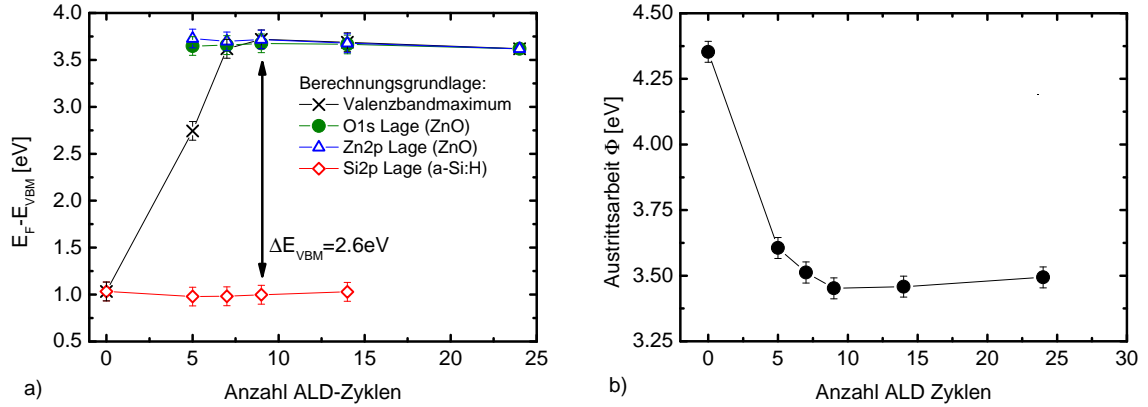 4.0
3.5
3.0
2.5
2.0
1.5
1.0
0.5
E_F-E_VBM [eV]
Berechnungsgrundlage:
Valenzbandmaximum
O1s Lage (ZnO)
Zn2p Lage (ZnO)
Si2p Lage (a-Si:H)
ΔE_VBM=2.6eV
0 5 10 15 20 25
Anzahl ALD-Zyklen
a)
4.50
4.25
4.00
3.75
3.50
3.25
Austrittsarbeit Φ [eV]
0 5 10 15 20 25 30
Anzahl ALD Zyklen
b)